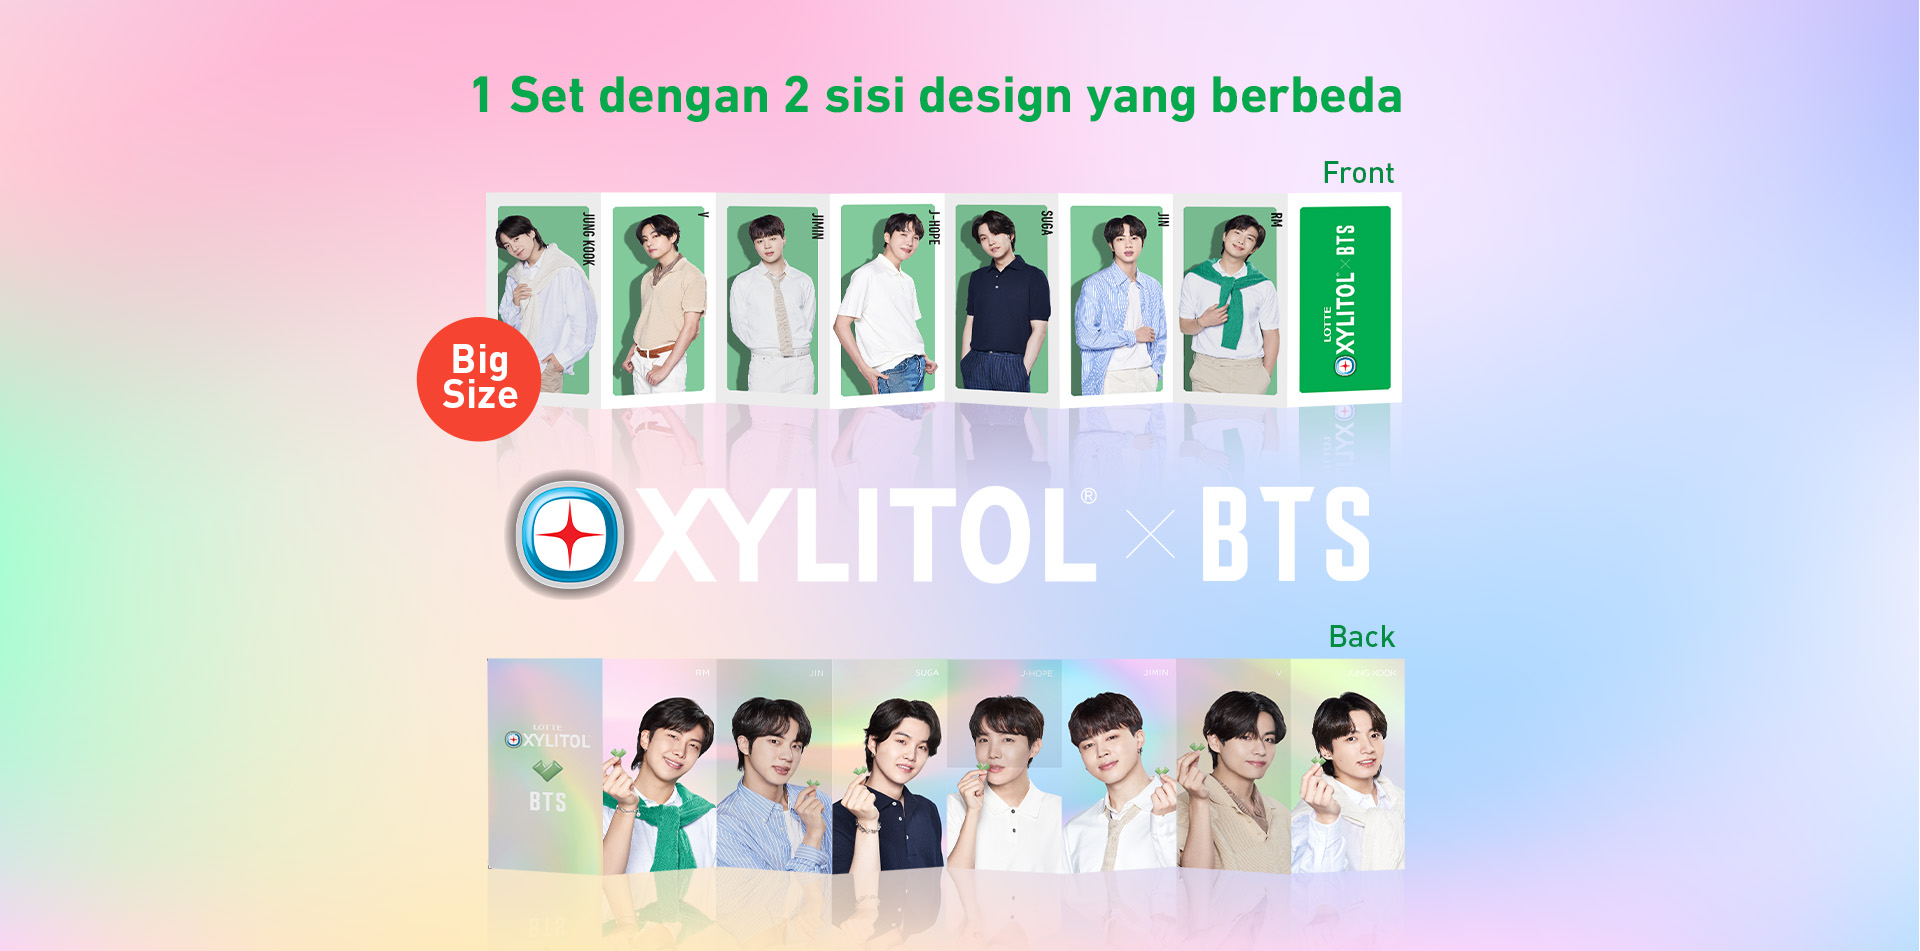 1 Set dengan 2 sisi design yang berbeda
Front
JUNG KOOK
V
JIMIN
J-HOPE
SUGA
JIN
RM
LOTTE
XYLITOL × BTS
Big
Size
XYLITOL® × BTS
Back
LOTTE
XYLITOL
BTS
RM
JIN
SUGA
J-HOPE
JIMIN
V
JUNG KOOK